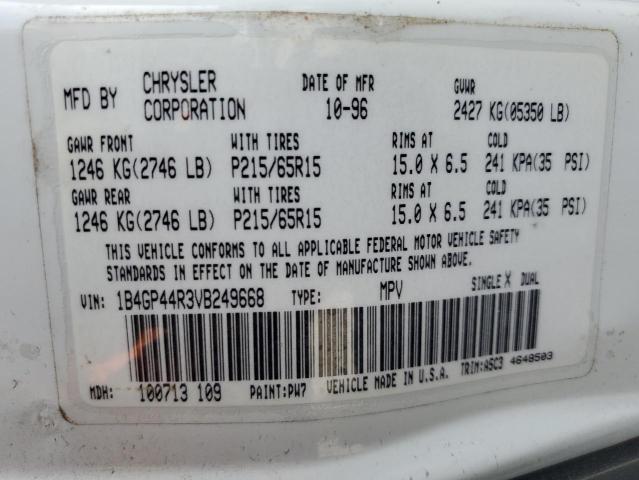 MFD BY CHRYSLER CORPORATION DATE OF MFR 10-96 GVWR 2427 KG(05350 LB)
GAWR FRONT WITH TIRES RIMS AT COLD
1246 KG(2746 LB) P215/65R15 15.0 X 6.5 241 KPA(35 PSI)
GAWR REAR WITH TIRES RIMS AT COLD
1246 KG(2746 LB) P215/65R15 15.0 X 6.5 241 KPA(35 PSI)
THIS VEHICLE CONFORMS TO ALL APPLICABLE FEDERAL MOTOR VEHICLE SAFETY
STANDARDS IN EFFECT ON THE DATE OF MANUFACTURE SHOWN ABOVE.
VIN: 1B4GP44R3VB249668 TYPE: MPV SINGLE X DUAL
MDH: 100713 109 PAINT:PW7 VEHICLE MADE IN U.S.A. TRIM:ASC3 4648503